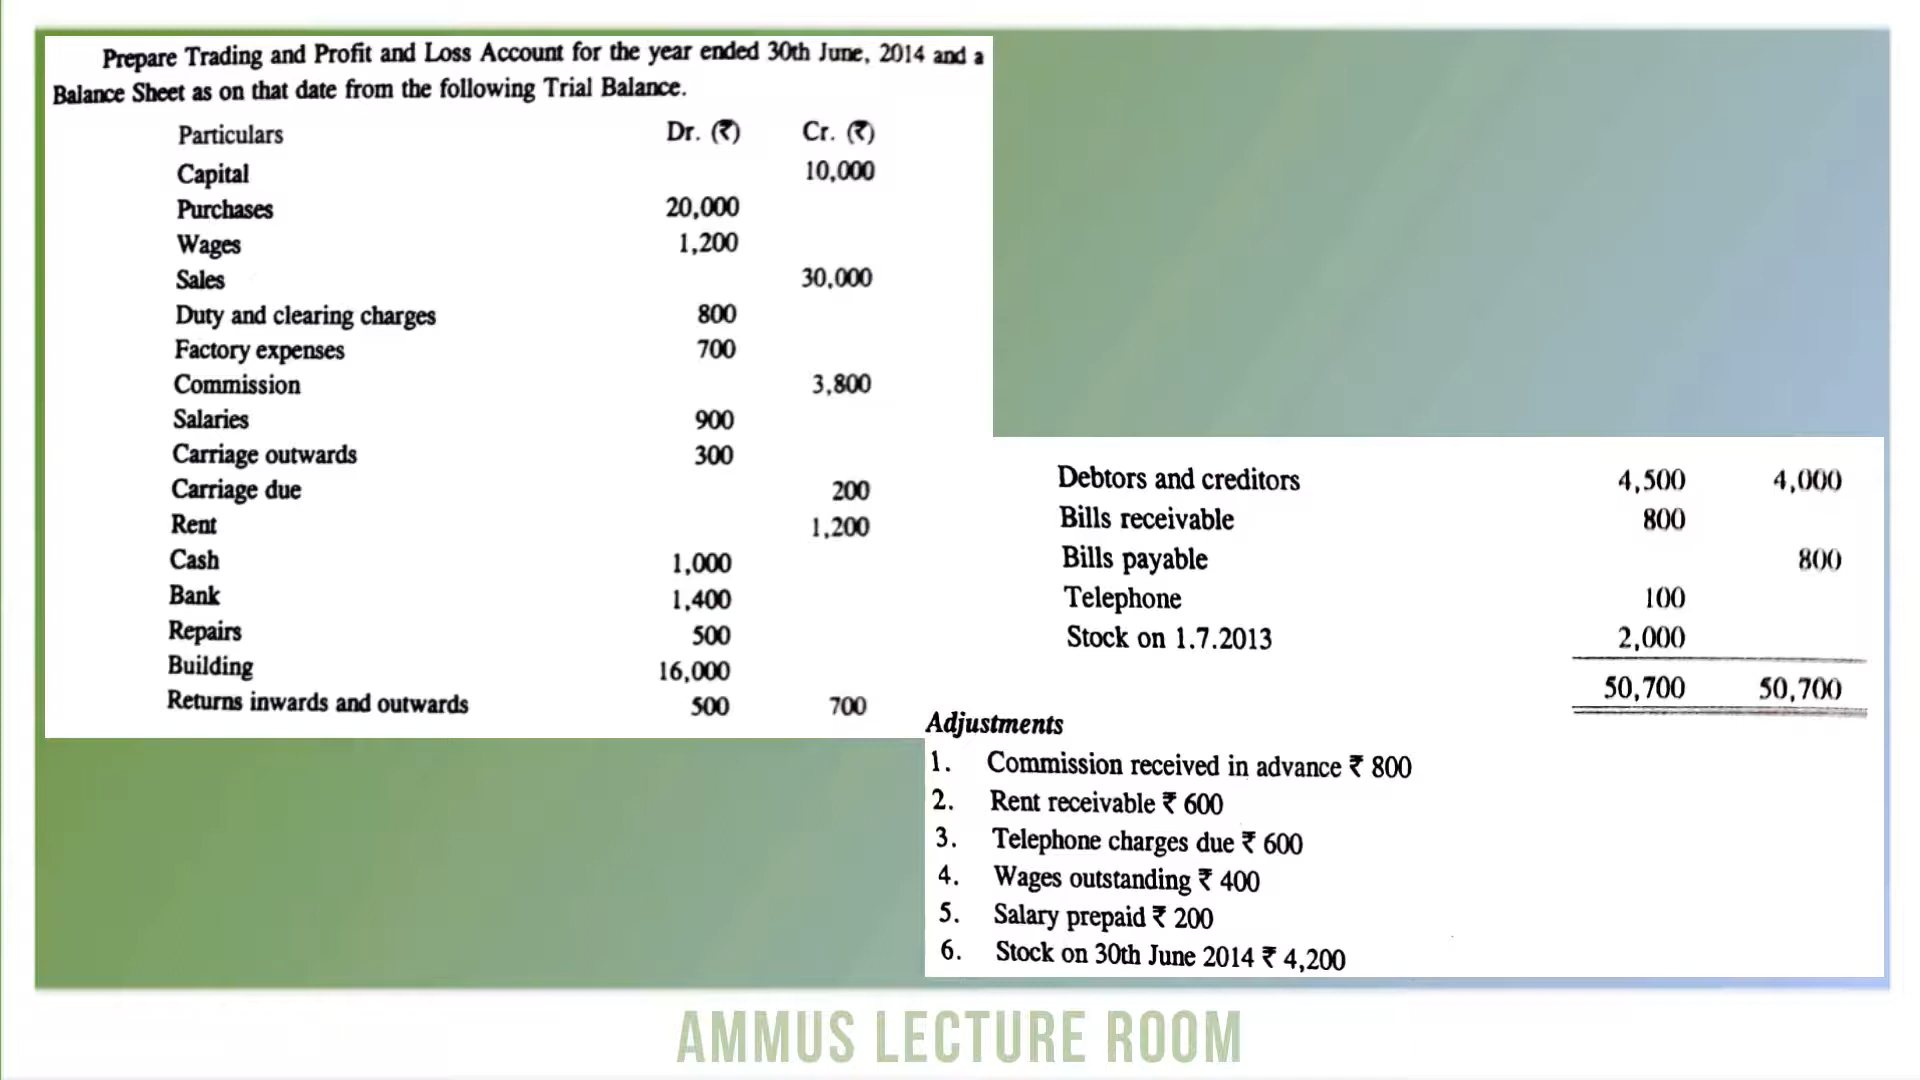 Prepare Trading and Profit and Loss Account for the year ended 30th June, 2014 and a
Balance Sheet as on that date from the following Trial Balance.
Particulars Dr. (₹) Cr. (₹)
Capital 10,000
Purchases 20,000
Wages 1,200
Sales 30,000
Duty and clearing charges 800
Factory expenses 700
Commission 3,800
Salaries 900
Carriage outwards 300
Carriage due 200
Rent 1,200
Cash 1,000
Bank 1,400
Repairs 500
Building 16,000
Returns inwards and outwards 500 700
Debtors and creditors 4,500 4,000
Bills receivable 800
Bills payable 800
Telephone 100
Stock on 1.7.2013 2,000
50,700 50,700
Adjustments
1. Commission received in advance ₹ 800
2. Rent receivable ₹ 600
3. Telephone charges due ₹ 600
4. Wages outstanding ₹ 400
5. Salary prepaid ₹ 200
6. Stock on 30th June 2014 ₹ 4,200
AMMUS LECTURE ROOM